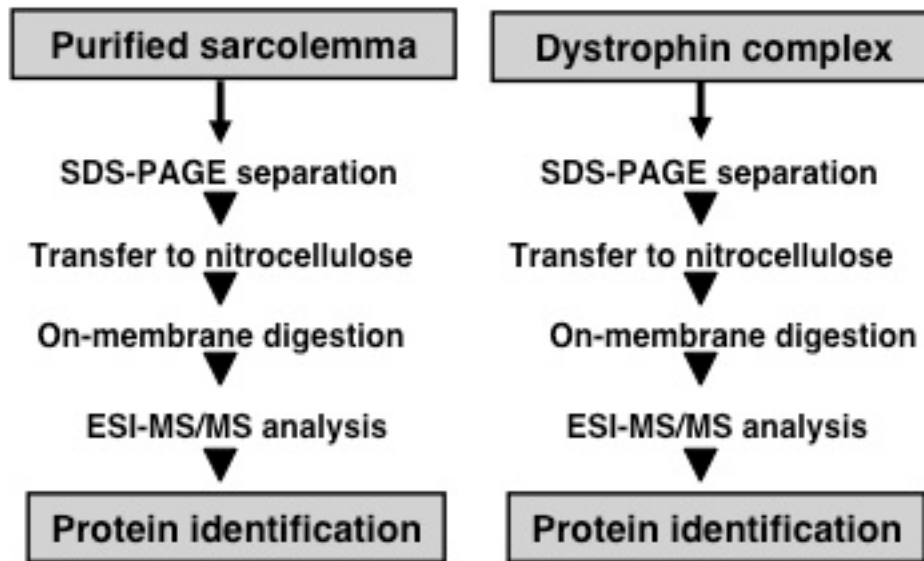 Purified sarcolemma
SDS-PAGE separation
Transfer to nitrocellulose
On-membrane digestion
ESI-MS/MS analysis
Protein identification
Dystrophin complex
SDS-PAGE separation
Transfer to nitrocellulose
On-membrane digestion
ESI-MS/MS analysis
Protein identification